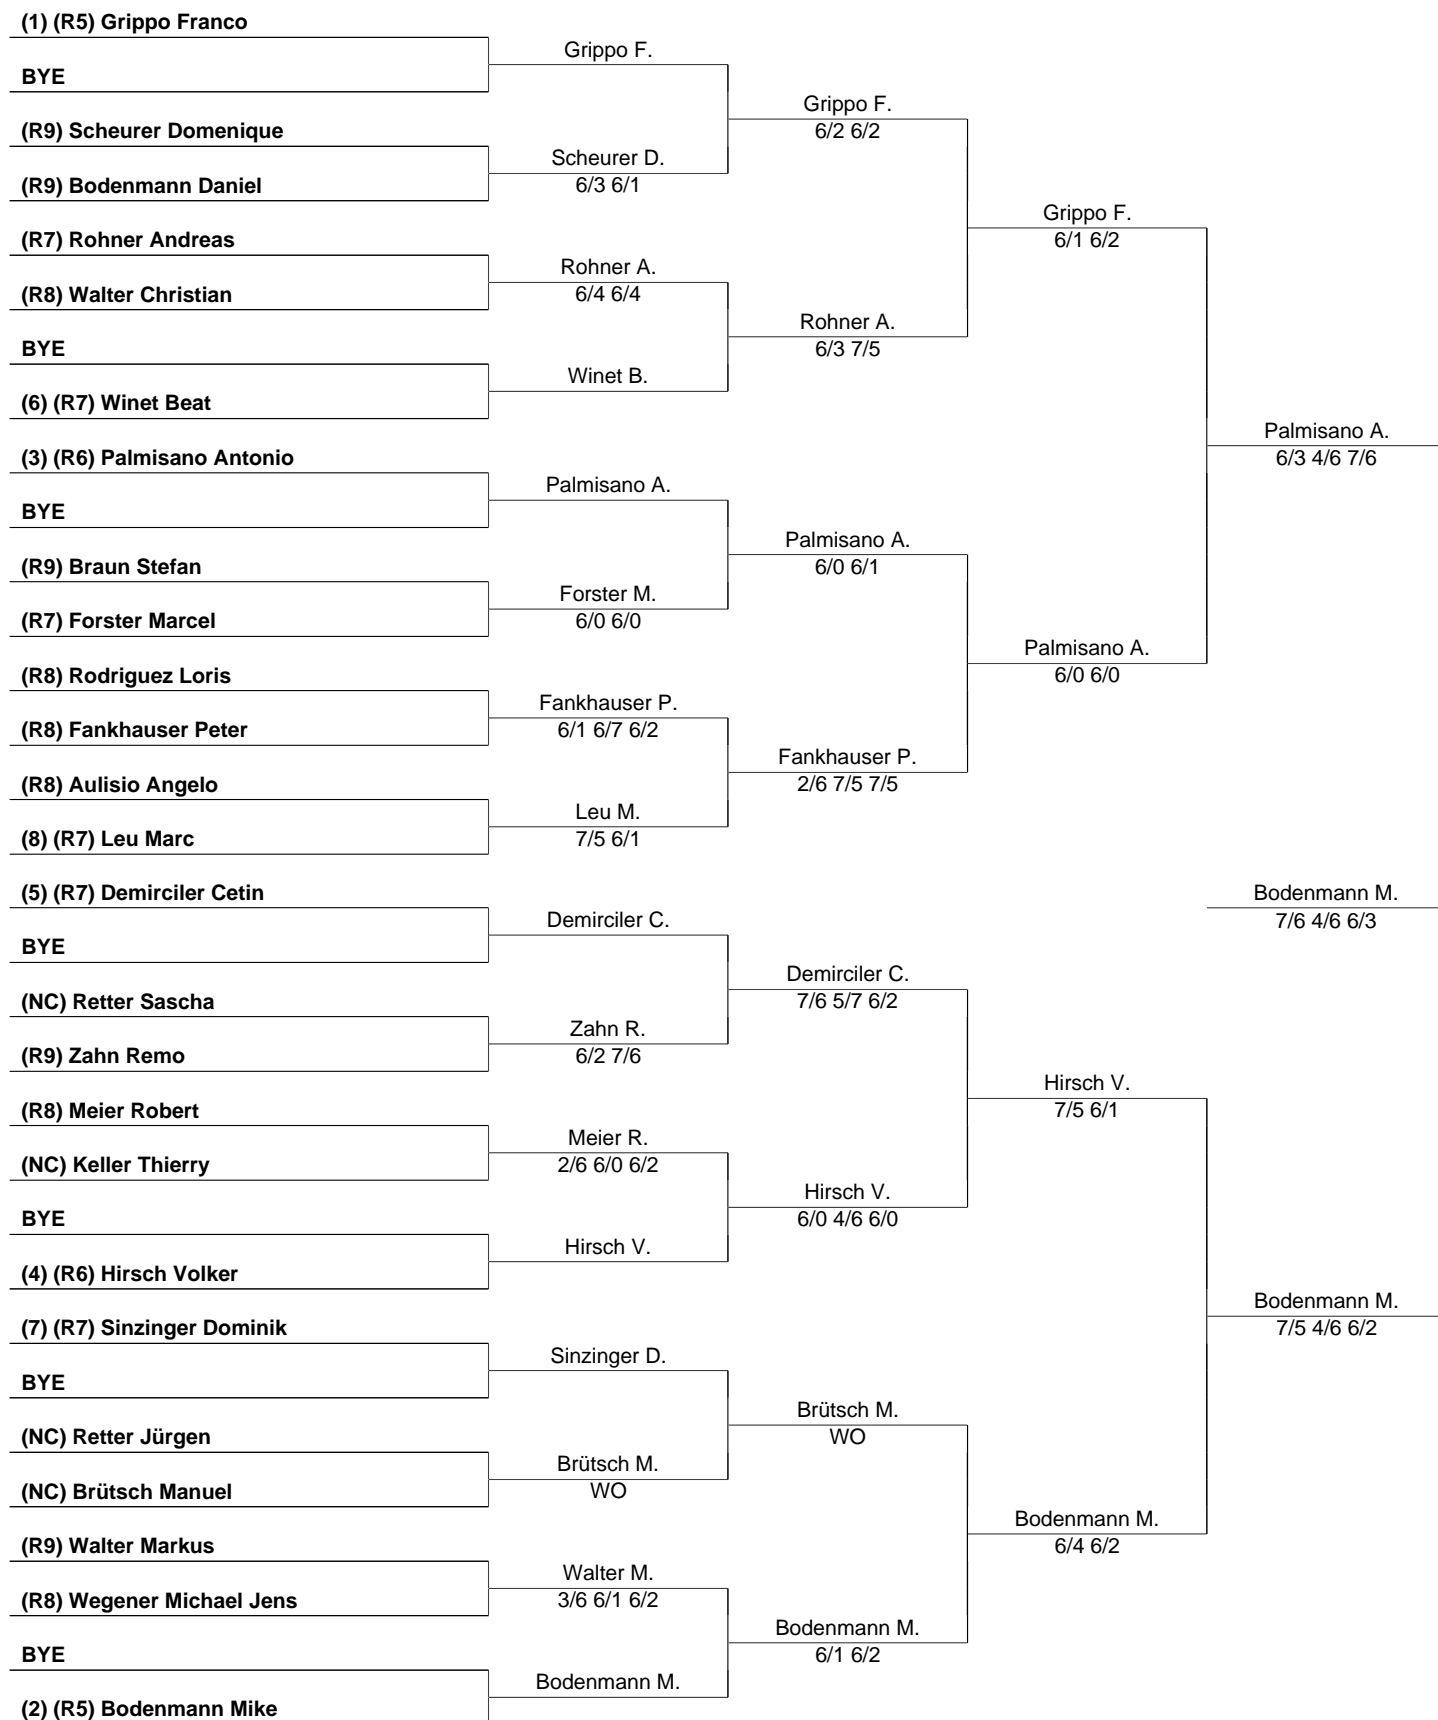 (1) (R5) Grippo Franco
BYE
(R9) Scheurer Domenique
(R9) Bodenmann Daniel
(R7) Rohner Andreas
(R8) Walter Christian
BYE
(6) (R7) Winet Beat
(3) (R6) Palmisano Antonio
BYE
(R9) Braun Stefan
(R7) Forster Marcel
(R8) Rodriguez Loris
(R8) Fankhauser Peter
(R8) Aulisio Angelo
(8) (R7) Leu Marc
(5) (R7) Demirciler Cetin
BYE
(NC) Retter Sascha
(R9) Zahn Remo
(R8) Meier Robert
(NC) Keller Thierry
BYE
(4) (R6) Hirsch Volker
(7) (R7) Sinzinger Dominik
BYE
(NC) Retter Jürgen
(NC) Brütsch Manuel
(R9) Walter Markus
(R8) Wegener Michael Jens
BYE
(2) (R5) Bodenmann Mike
Grippo F.
Scheurer D.
6/3 6/1
Rohner A.
6/4 6/4
Winet B.
Palmisano A.
Forster M.
6/0 6/0
Fankhauser P.
6/1 6/7 6/2
Leu M.
7/5 6/1
Demirciler C.
Zahn R.
6/2 7/6
Meier R.
2/6 6/0 6/2
Hirsch V.
Sinzinger D.
Brütsch M.
WO
Walter M.
3/6 6/1 6/2
Bodenmann M.
Grippo F.
6/2 6/2
Rohner A.
6/3 7/5
Palmisano A.
6/0 6/1
Fankhauser P.
2/6 7/5 7/5
Demirciler C.
7/6 5/7 6/2
Hirsch V.
6/0 4/6 6/0
Brütsch M.
WO
Bodenmann M.
6/1 6/2
Grippo F.
6/1 6/2
Palmisano A.
6/0 6/0
Hirsch V.
7/5 6/1
Bodenmann M.
6/4 6/2
Palmisano A.
6/3 4/6 7/6
Bodenmann M.
7/6 4/6 6/3
Bodenmann M.
7/5 4/6 6/2